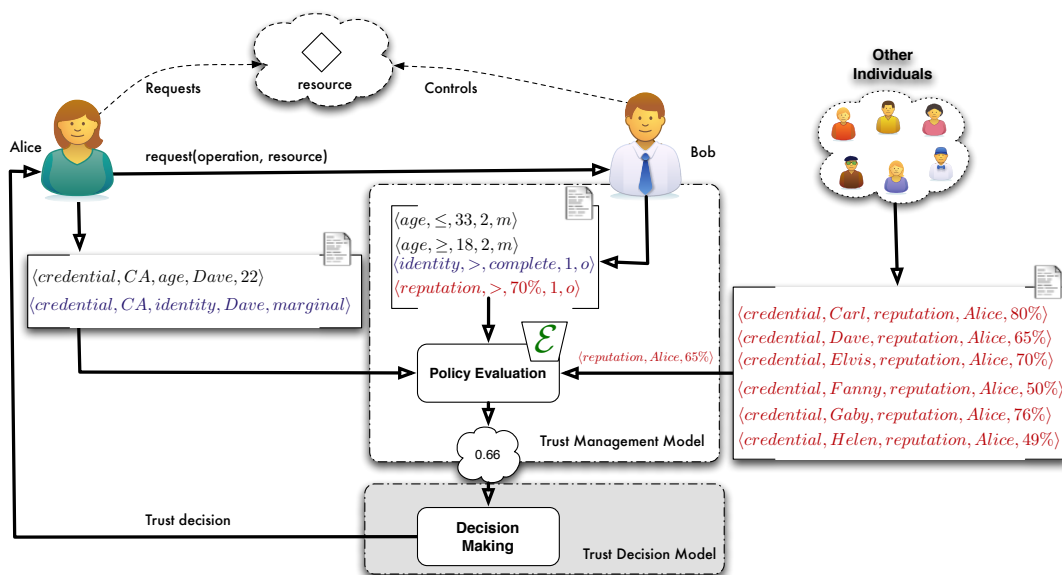 Other
Individuals
resource
Requests
Controls
Alice
request(operation, resource)
Bob
⟨age, ≤, 33, 2, m⟩
⟨age, ≥, 18, 2, m⟩
⟨identity, >, complete, 1, o⟩
⟨reputation, >, 70%, 1, o⟩
⟨credential, CA, age, Dave, 22⟩
⟨credential, CA, identity, Dave, marginal⟩
⟨credential, Carl, reputation, Alice, 80%⟩
⟨credential, Dave, reputation, Alice, 65%⟩
⟨credential, Elvis, reputation, Alice, 70%⟩
⟨credential, Fanny, reputation, Alice, 50%⟩
⟨credential, Gaby, reputation, Alice, 76%⟩
⟨credential, Helen, reputation, Alice, 49%⟩
ℰ
⟨reputation, Alice, 65%⟩
Policy Evaluation
Trust Management Model
0.66
Trust decision
Decision
Making
Trust Decision Model